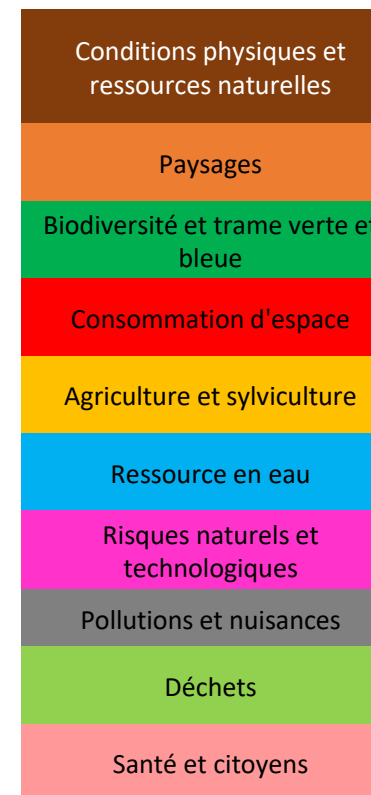 Conditions physiques et
ressources naturelles
Paysages
Biodiversité et trame verte et
bleue
Consommation d'espace
Agriculture et sylviculture
Ressource en eau
Risques naturels et
technologiques
Pollutions et nuisances
Déchets
Santé et citoyens